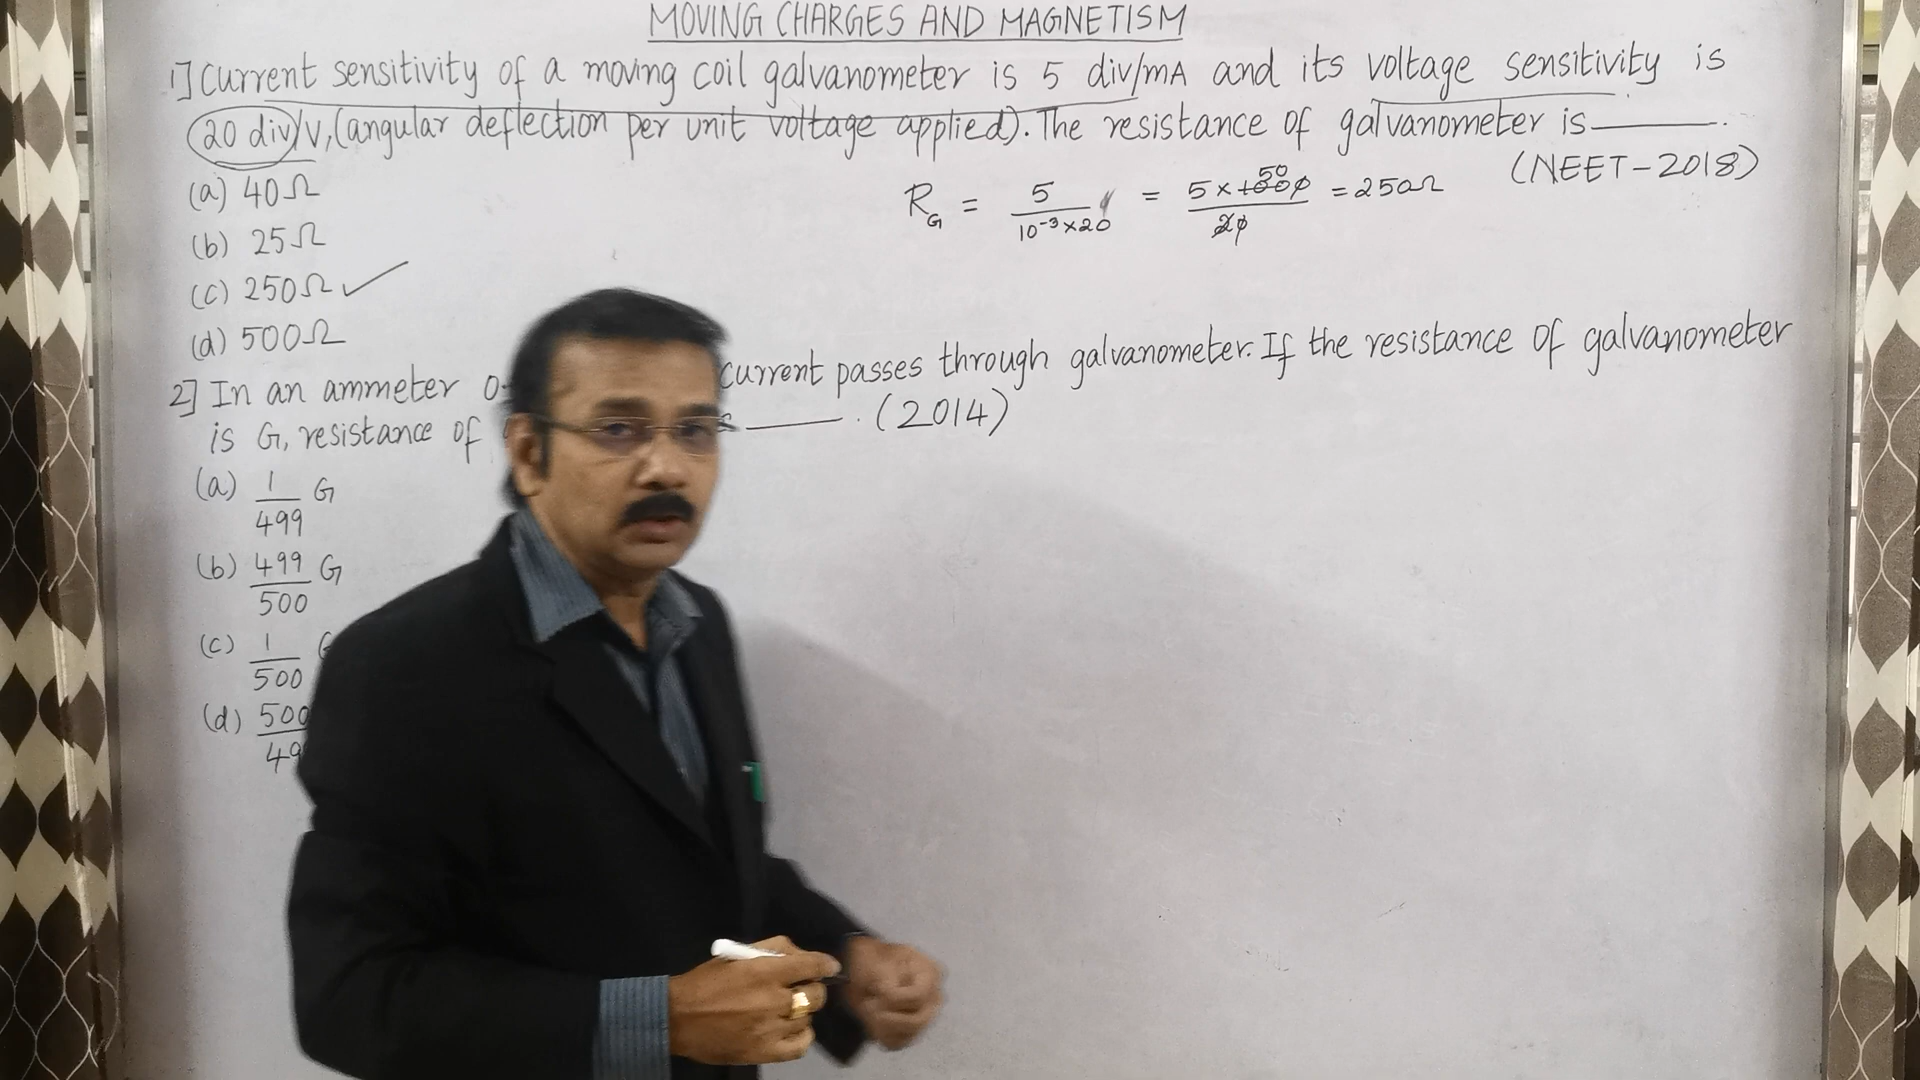 MOVING CHARGES AND MAGNETISM
1] Current sensitivity of a moving coil galvanometer is 5 div/mA and its voltage sensitivity is
20 div/V, (angular deflection per unit voltage applied). The resistance of galvanometer is ______.
(NEET-2018)
(a) 40Ω
(b) 25Ω
(c) 250Ω ✓
(d) 500Ω
R_G = 5 / 10⁻³×20 = 5×1000 50 / 20 = 250Ω
2] In an ammeter current passes through galvanometer. If the resistance of galvanometer
is G, resistance of ______. (2014)
(a) 1/499 G
(b) 499/500 G
(c) 1/500
(d) 500/49